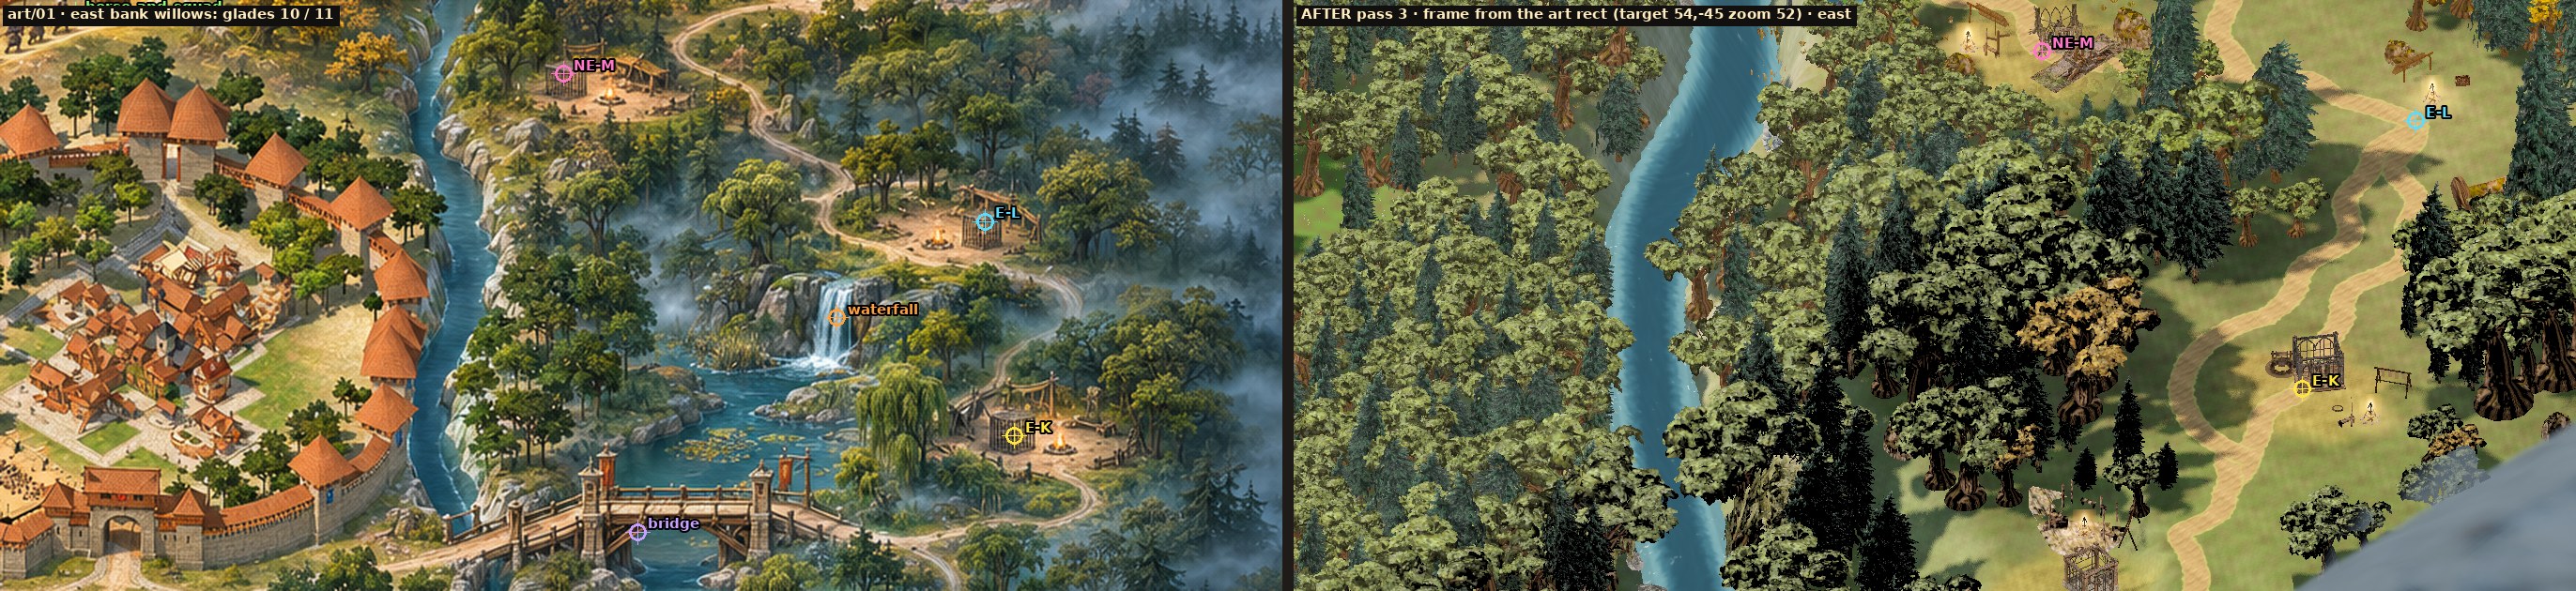 art/01 · east bank willows: glades 10 / 11
NE-M
E-L
waterfall
E-K
bridge
AFTER pass 3 · frame from the art rect (target 54,-45 zoom 52) · east
NE-M
E-L
E-K